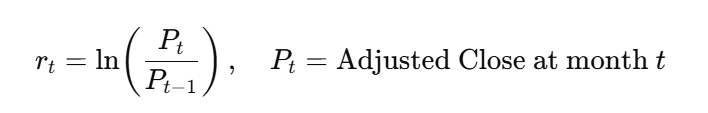 r_t = ln(P_t / P_{t−1}), P_t = Adjusted Close at month t